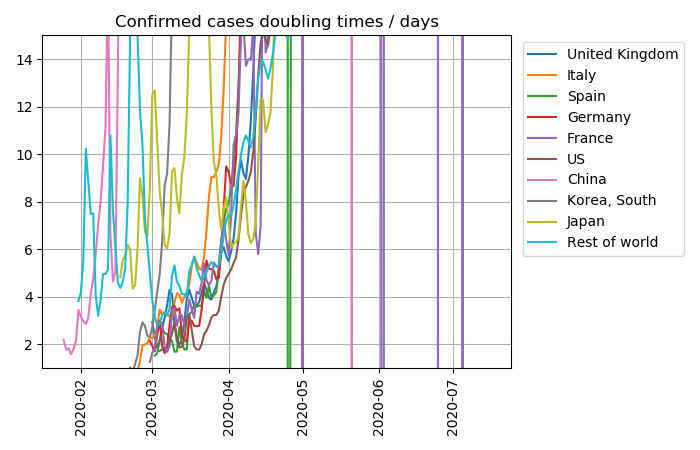 Confirmed cases doubling times / days
14
12
10
8
6
4
2
2020-02
2020-03
2020-04
2020-05
2020-06
2020-07
United Kingdom
Italy
Spain
Germany
France
US
China
Korea, South
Japan
Rest of world